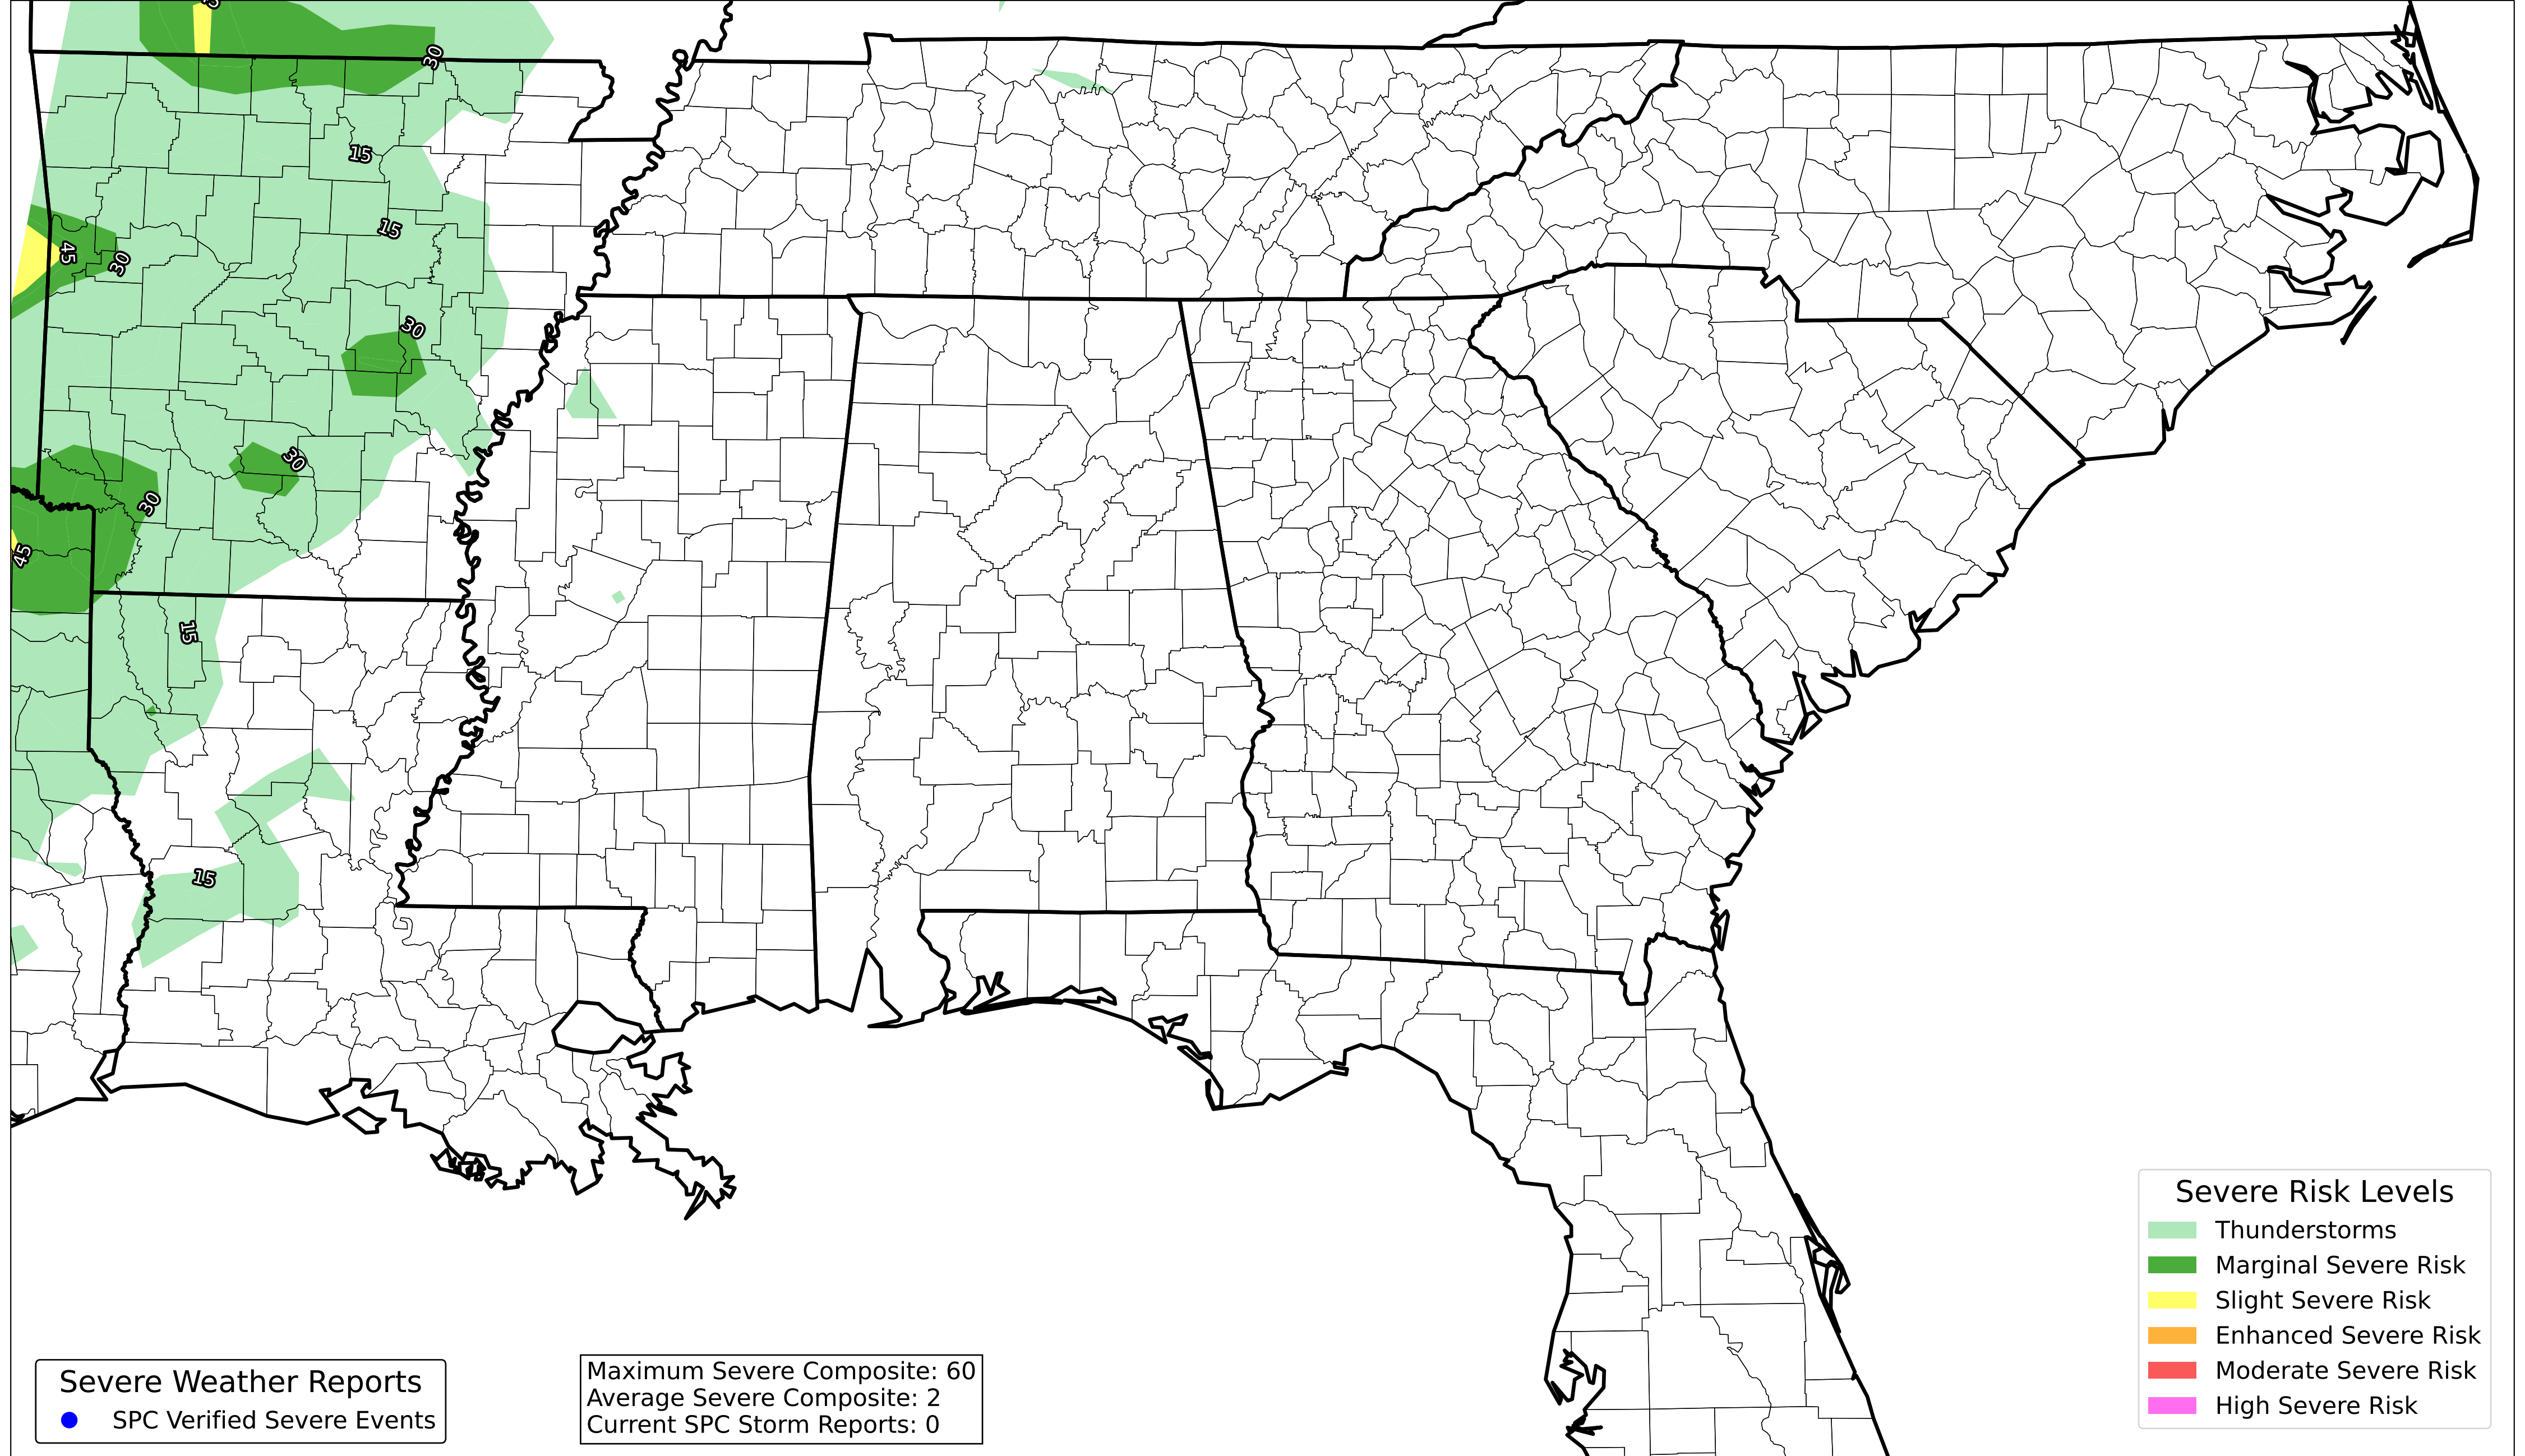 30
15
15
45
30
30
30
30
45
15
15
Severe Risk Levels
Thunderstorms
Marginal Severe Risk
Slight Severe Risk
Enhanced Severe Risk
Moderate Severe Risk
High Severe Risk
Severe Weather Reports
SPC Verified Severe Events
Maximum Severe Composite: 60
Average Severe Composite: 2
Current SPC Storm Reports: 0